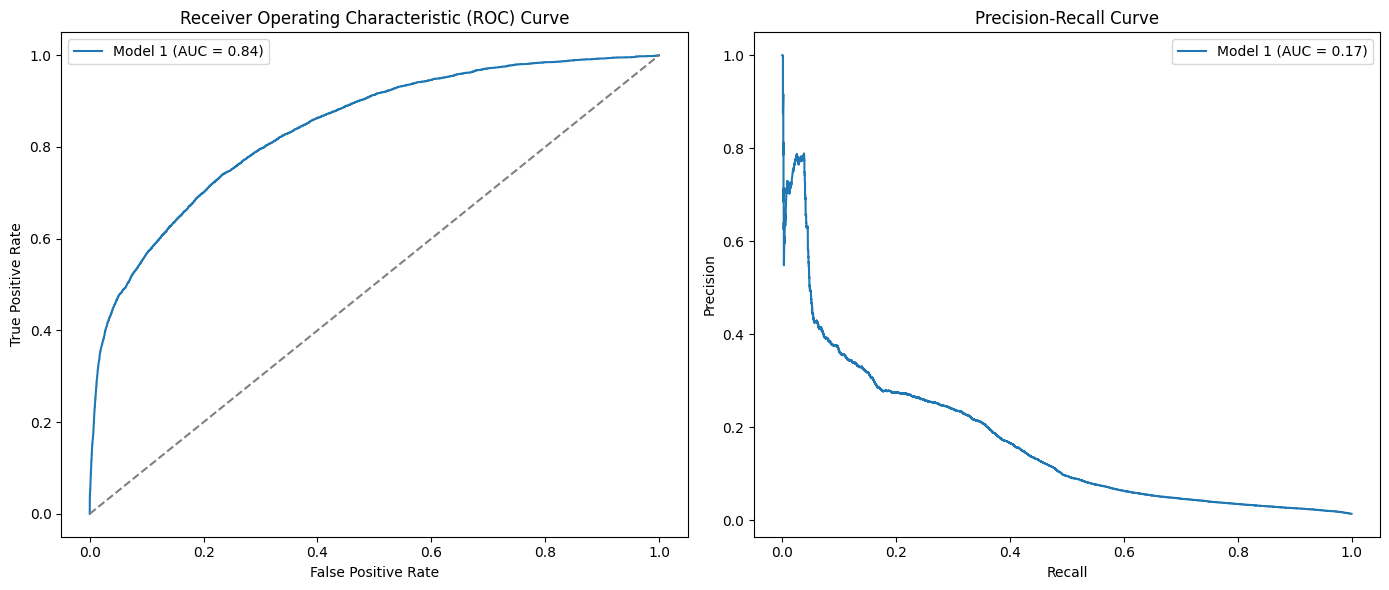 Receiver Operating Characteristic (ROC) Curve
Model 1 (AUC = 0.84)
True Positive Rate
1.0
0.8
0.6
0.4
0.2
0.0
0.0 0.2 0.4 0.6 0.8 1.0
False Positive Rate
Precision-Recall Curve
Model 1 (AUC = 0.17)
Precision
1.0
0.8
0.6
0.4
0.2
0.0
0.0 0.2 0.4 0.6 0.8 1.0
Recall